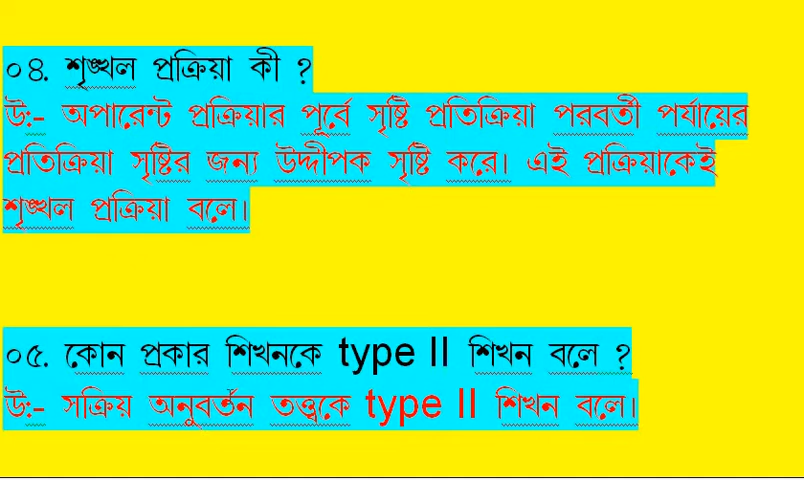 ০৪. শৃঙ্খল প্রক্রিয়া কী ?
উ:- অপারেন্ট প্রক্রিয়ার পূর্বে সৃষ্টি প্রতিক্রিয়া পরবর্তী পর্যায়ের
প্রতিক্রিয়া সৃষ্টির জন্য উদ্দীপক সৃষ্টি করে। এই প্রক্রিয়াকেই
শৃঙ্খল প্রক্রিয়া বলে।
০৫. কোন প্রকার শিখনকে type II শিখন বলে ?
উ:- সক্রিয় অনুবর্তন তত্ত্বকে type II শিখন বলে।